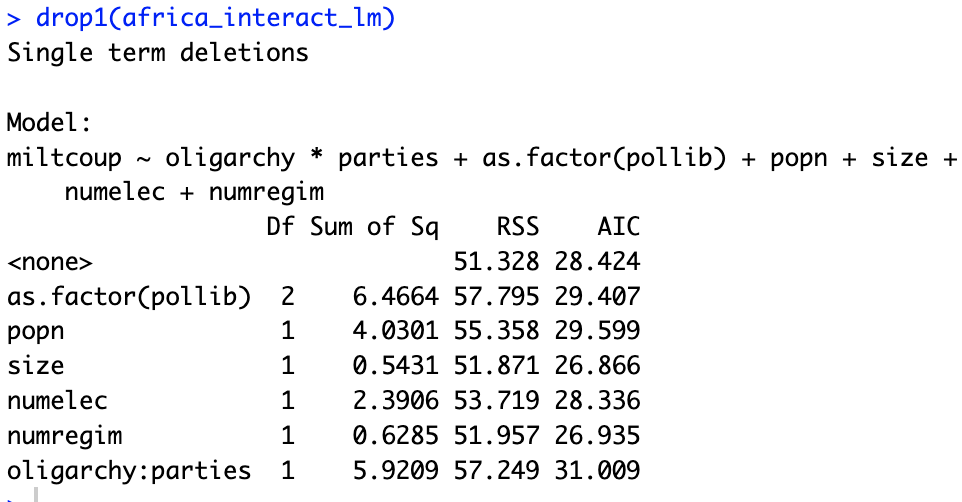 > drop1(africa_interact_lm)
Single term deletions

Model:
miltcoup ~ oligarchy * parties + as.factor(pollib) + popn + size +
    numelec + numregim
                  Df Sum of Sq    RSS    AIC
<none>                         51.328 28.424
as.factor(pollib)  2    6.4664 57.795 29.407
popn               1    4.0301 55.358 29.599
size               1    0.5431 51.871 26.866
numelec            1    2.3906 53.719 28.336
numregim           1    0.6285 51.957 26.935
oligarchy:parties  1    5.9209 57.249 31.009
>